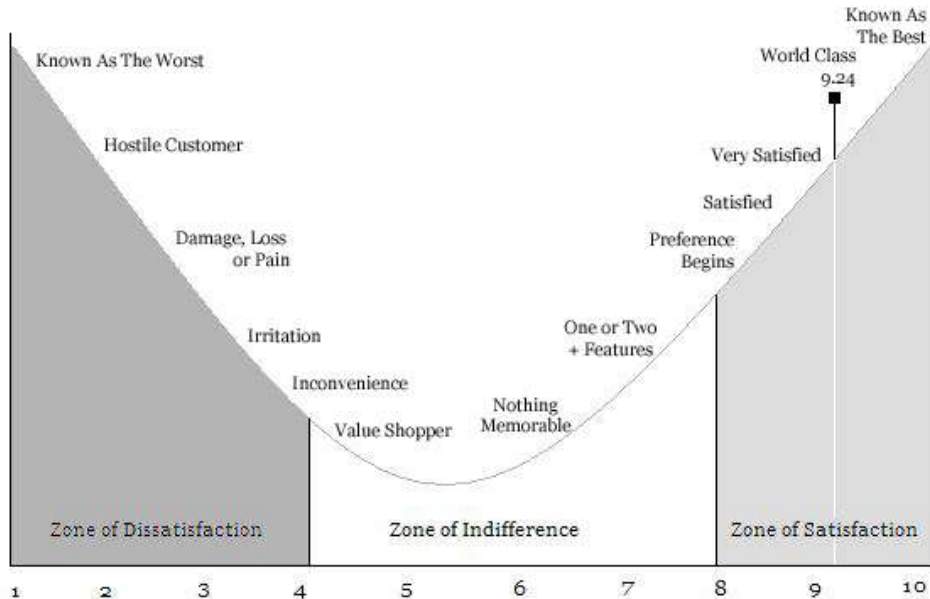 Known As
The Best
World Class
9.24
Known As The Worst
Hostile Customer
Very Satisfied
Satisfied
Damage, Loss
or Pain
Preference
Begins
Irritation
One or Two
+ Features
Inconvenience
Nothing
Memorable
Value Shopper
Zone of Dissatisfaction
Zone of Indifference
Zone of Satisfaction
1 2 3 4 5 6 7 8 9 10